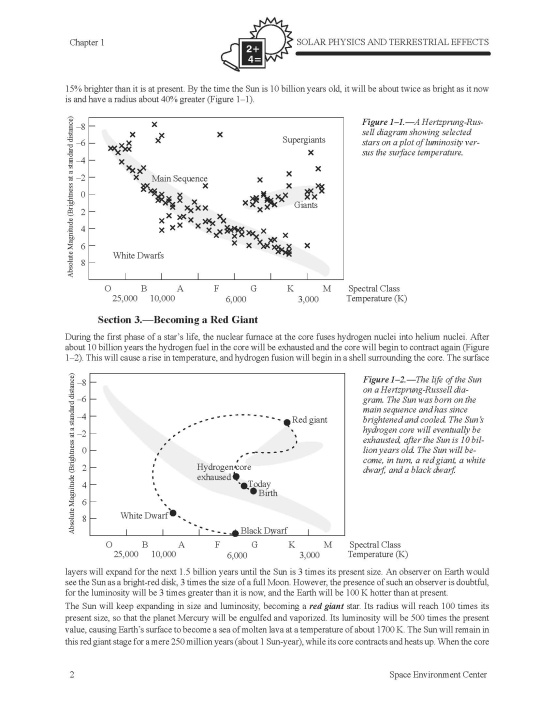 Chapter 1
2+
4=
SOLAR PHYSICS AND TERRESTRIAL EFFECTS
15% brighter than it is at present. By the time the Sun is 10 billion years old, it will be about twice as bright as it now
is and have a radius about 40% greater (Figure 1–1).
Absolute Magnitude (Brightness at a standard distance)
–8
–6
–4
–2
0
2
4
6
8
Supergiants
Main Sequence
Giants
White Dwarfs
O B A F G K M Spectral Class
25,000 10,000 6,000 3,000 Temperature (K)
Figure 1–1.—A Hertzprung-Rus-
sell diagram showing selected
stars on a plot of luminosity ver-
sus the surface temperature.
Section 3.—Becoming a Red Giant
During the first phase of a star's life, the nuclear furnace at the core fuses hydrogen nuclei into helium nuclei. After
about 10 billion years the hydrogen fuel in the core will be exhausted and the core will begin to contract again (Figure
1–2). This will cause a rise in temperature, and hydrogen fusion will begin in a shell surrounding the core. The surface
Absolute Magnitude (Brightness at a standard distance)
–8
–6
–4
–2
0
2
4
6
8
Red giant
Hydrogen core
exhaused
Today
Birth
White Dwarf
Black Dwarf
O B A F G K M Spectral Class
25,000 10,000 6,000 3,000 Temperature (K)
Figure 1–2.—The life of the Sun
on a Hertzprung-Russell dia-
gram. The Sun was born on the
main sequence and has since
brightened and cooled. The Sun's
hydrogen core will eventually be
exhausted, after the Sun is 10 bil-
lion years old. The Sun will be-
come, in turn, a red giant, a white
dwarf, and a black dwarf.
layers will expand for the next 1.5 billion years until the Sun is 3 times its present size. An observer on Earth would
see the Sun as a bright-red disk, 3 times the size of a full Moon. However, the presence of such an observer is doubtful,
for the luminosity will be 3 times greater than it is now, and the Earth will be 100 K hotter than at present.
The Sun will keep expanding in size and luminosity, becoming a red giant star. Its radius will reach 100 times its
present size, so that the planet Mercury will be engulfed and vaporized. Its luminosity will be 500 times the present
value, causing Earth's surface to become a sea of molten lava at a temperature of about 1700 K. The Sun will remain in
this red giant stage for a mere 250 million years (about 1 Sun-year), while its core contracts and heats up. When the core
2
Space Environment Center